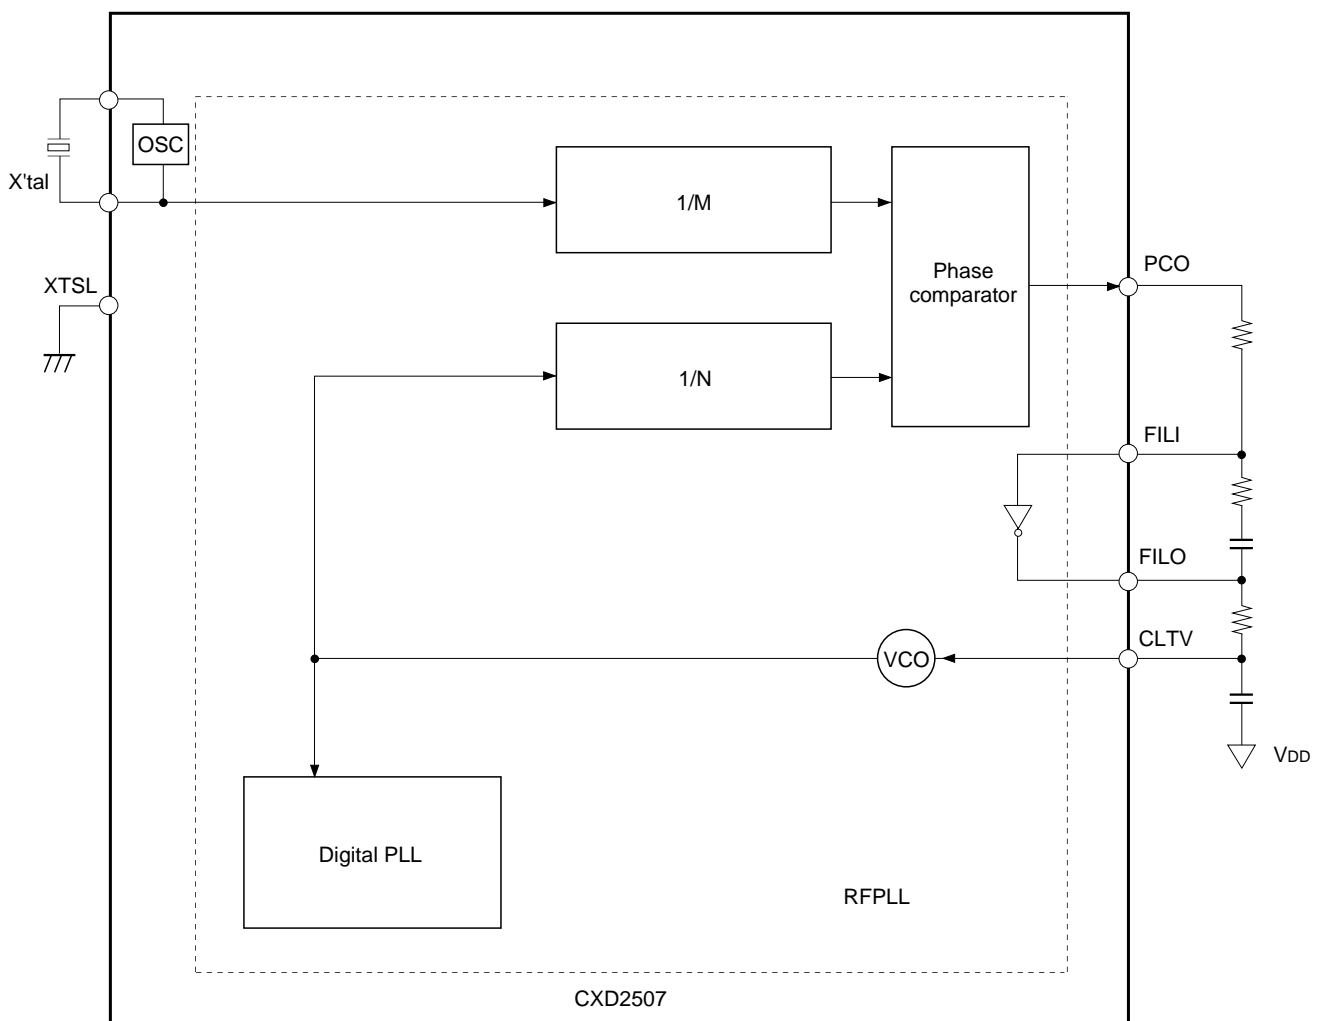 OSC
X'tal
1/M
XTSL
Phase
comparator
PCO
1/N
FILI
FILO
CLTV
VCO
VDD
Digital PLL
RFPLL
CXD2507